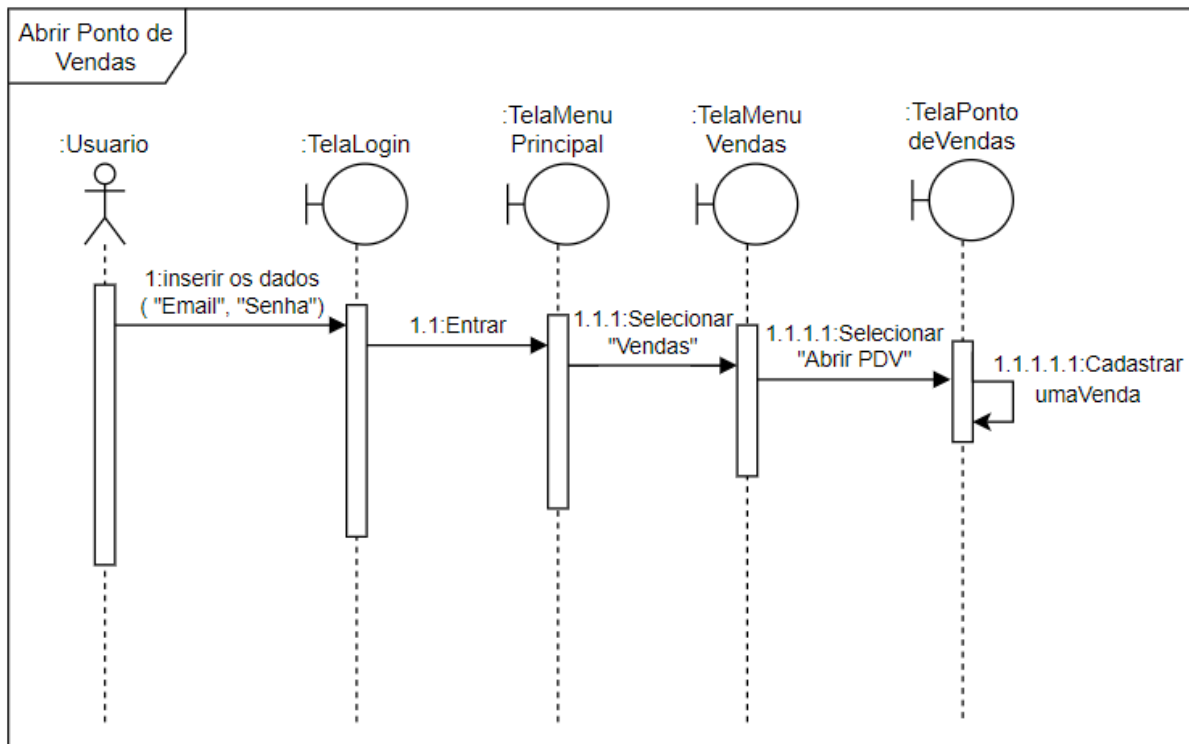 Abrir Ponto de
Vendas
:Usuario
:TelaLogin
:TelaMenu
Principal
:TelaMenu
Vendas
:TelaPonto
deVendas
1:inserir os dados
( "Email", "Senha")
1.1:Entrar
1.1.1:Selecionar
"Vendas"
1.1.1.1:Selecionar
"Abrir PDV"
1.1.1.1.1:Cadastrar
umaVenda